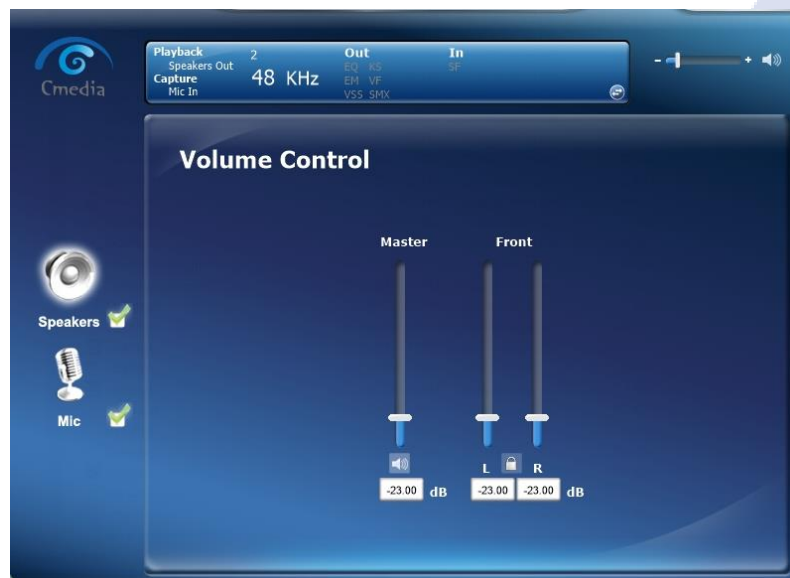 Cmedia
Playback
Speakers Out
Capture
Mic In
2
48 KHz
Out
EQ KS
EM VF
VSS SMX
In
SF
- +
Volume Control
Master Front
Speakers
Mic
L R
-23.00 dB -23.00 -23.00 dB